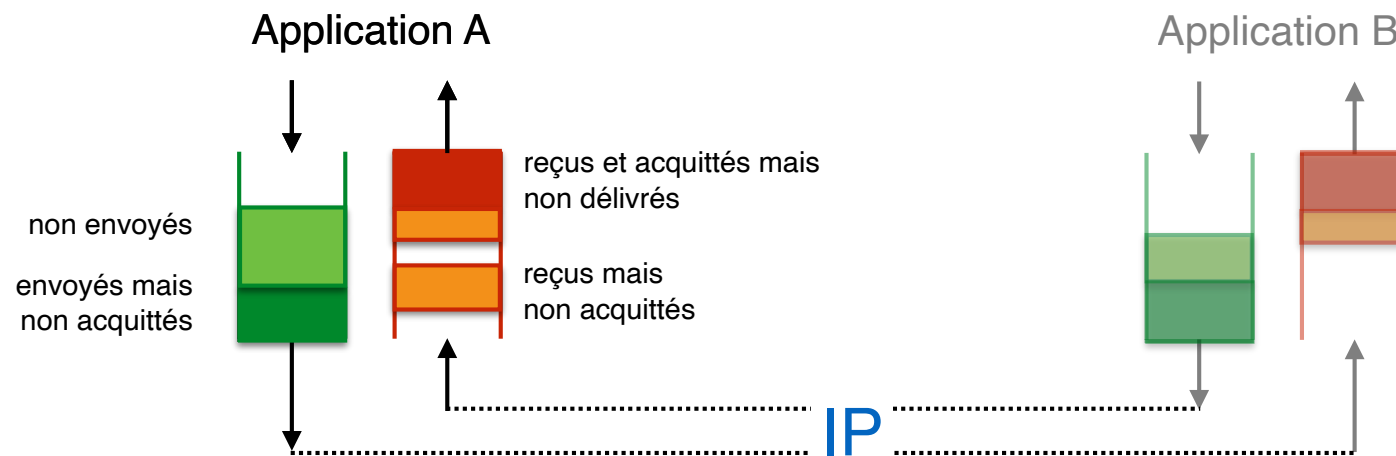 Application A
Application B
non envoyés
envoyés mais
non acquittés
reçus et acquittés mais
non délivrés
reçus mais
non acquittés
IP